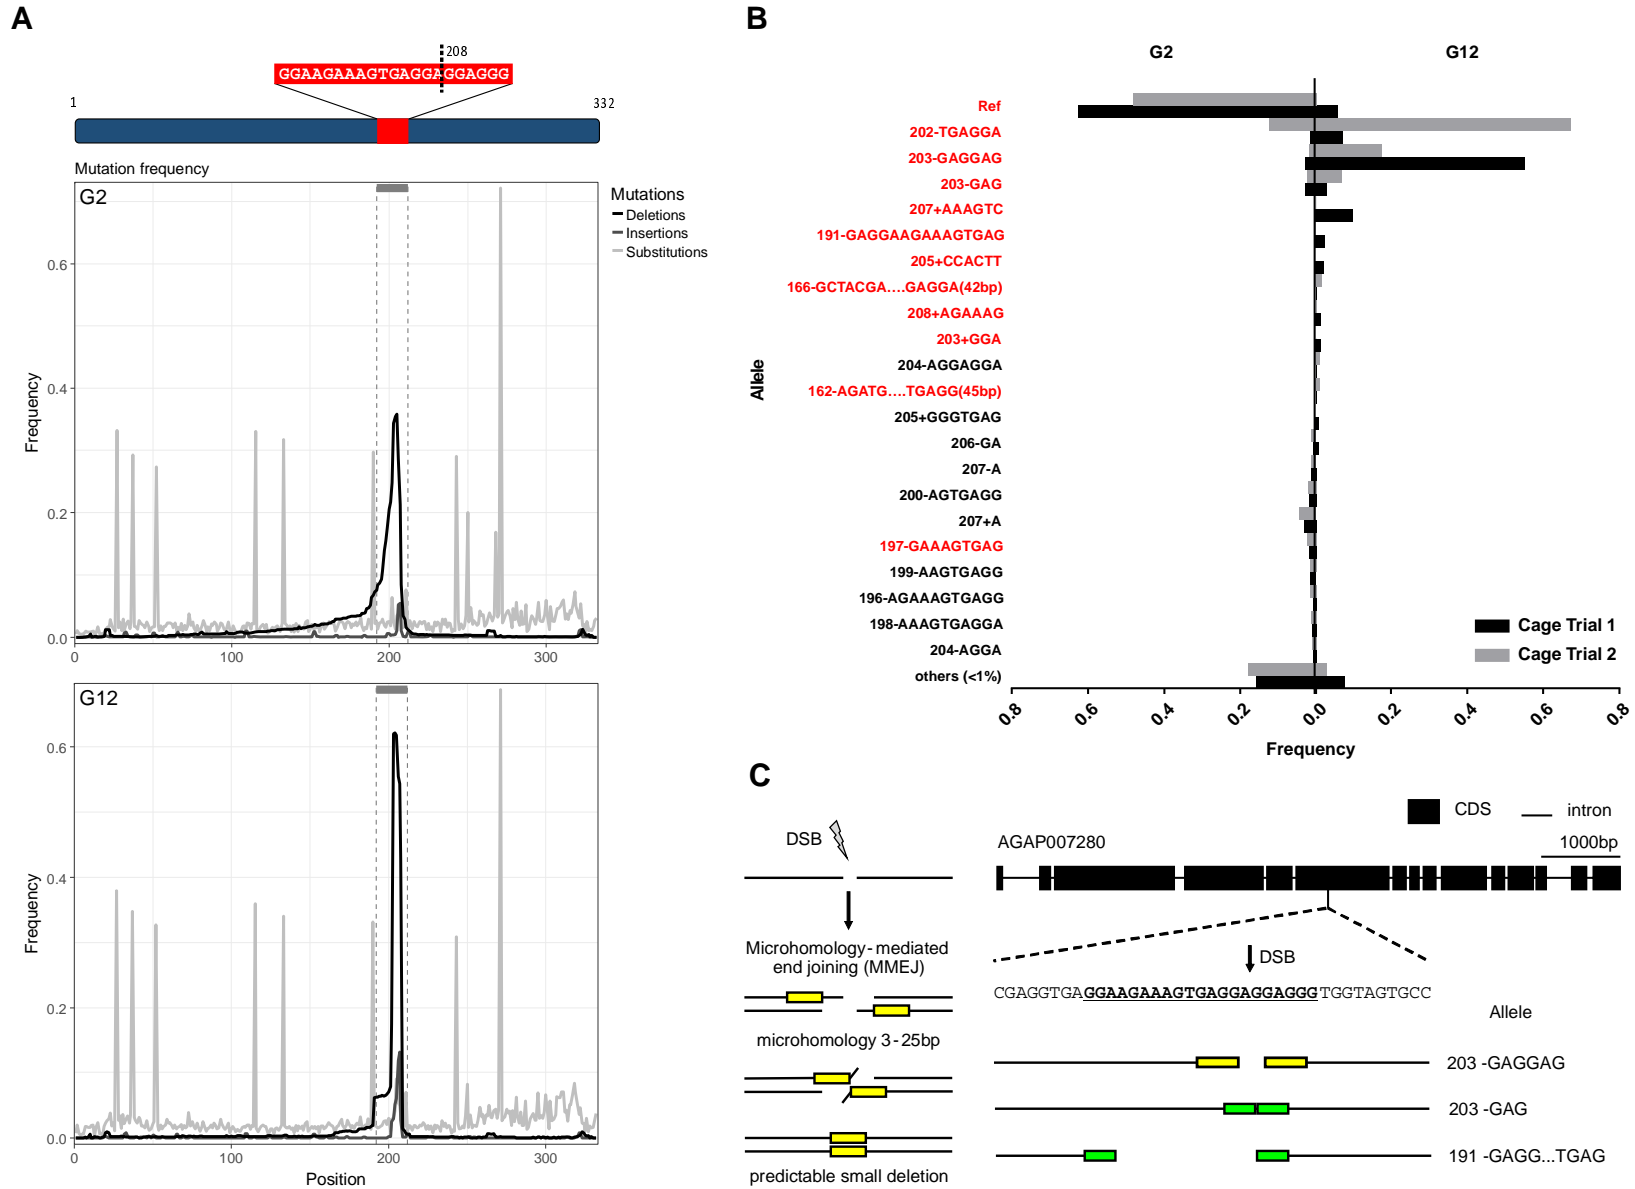 A
208
GGAAGAAAGTGAGGAGGAGGG
1
332
Mutation frequency
G2
Mutations
Deletions
Insertions
Substitutions
Frequency
0.6
0.4
0.2
0.0
0
100
200
300
G12
Frequency
0.6
0.4
0.2
0.0
0
100
200
300
Position
B
G2
G12
Allele
Ref
202-TGAGGA
203-GAGGAG
203-GAG
207+AAAGTC
191-GAGGAAGAAAGTGAG
205+CCACTT
166-GCTACGA....GAGGA(42bp)
208+AGAAAG
203+GGA
204-AGGAGGA
162-AGATG....TGAGG(45bp)
205+GGGTGAG
206-GA
207-A
200-AGTGAGG
207+A
197-GAAAGTGAG
199-AAGTGAGG
196-AGAAAGTGAGG
198-AAAGTGAGGA
204-AGGA
others (<1%)
Cage Trial 1
Cage Trial 2
0.8
0.6
0.4
0.2
0.0
0.2
0.4
0.6
0.8
Frequency
C
DSB
Microhomology-mediated
end joining (MMEJ)
microhomology 3-25bp
predictable small deletion
CDS
intron
AGAP007280
1000bp
DSB
CGAGGTGAGGAAGAAAGTGAGGAGGAGGGTGGTAGTGCC
Allele
203 -GAGGAG
203 -GAG
191 -GAGG...TGAG